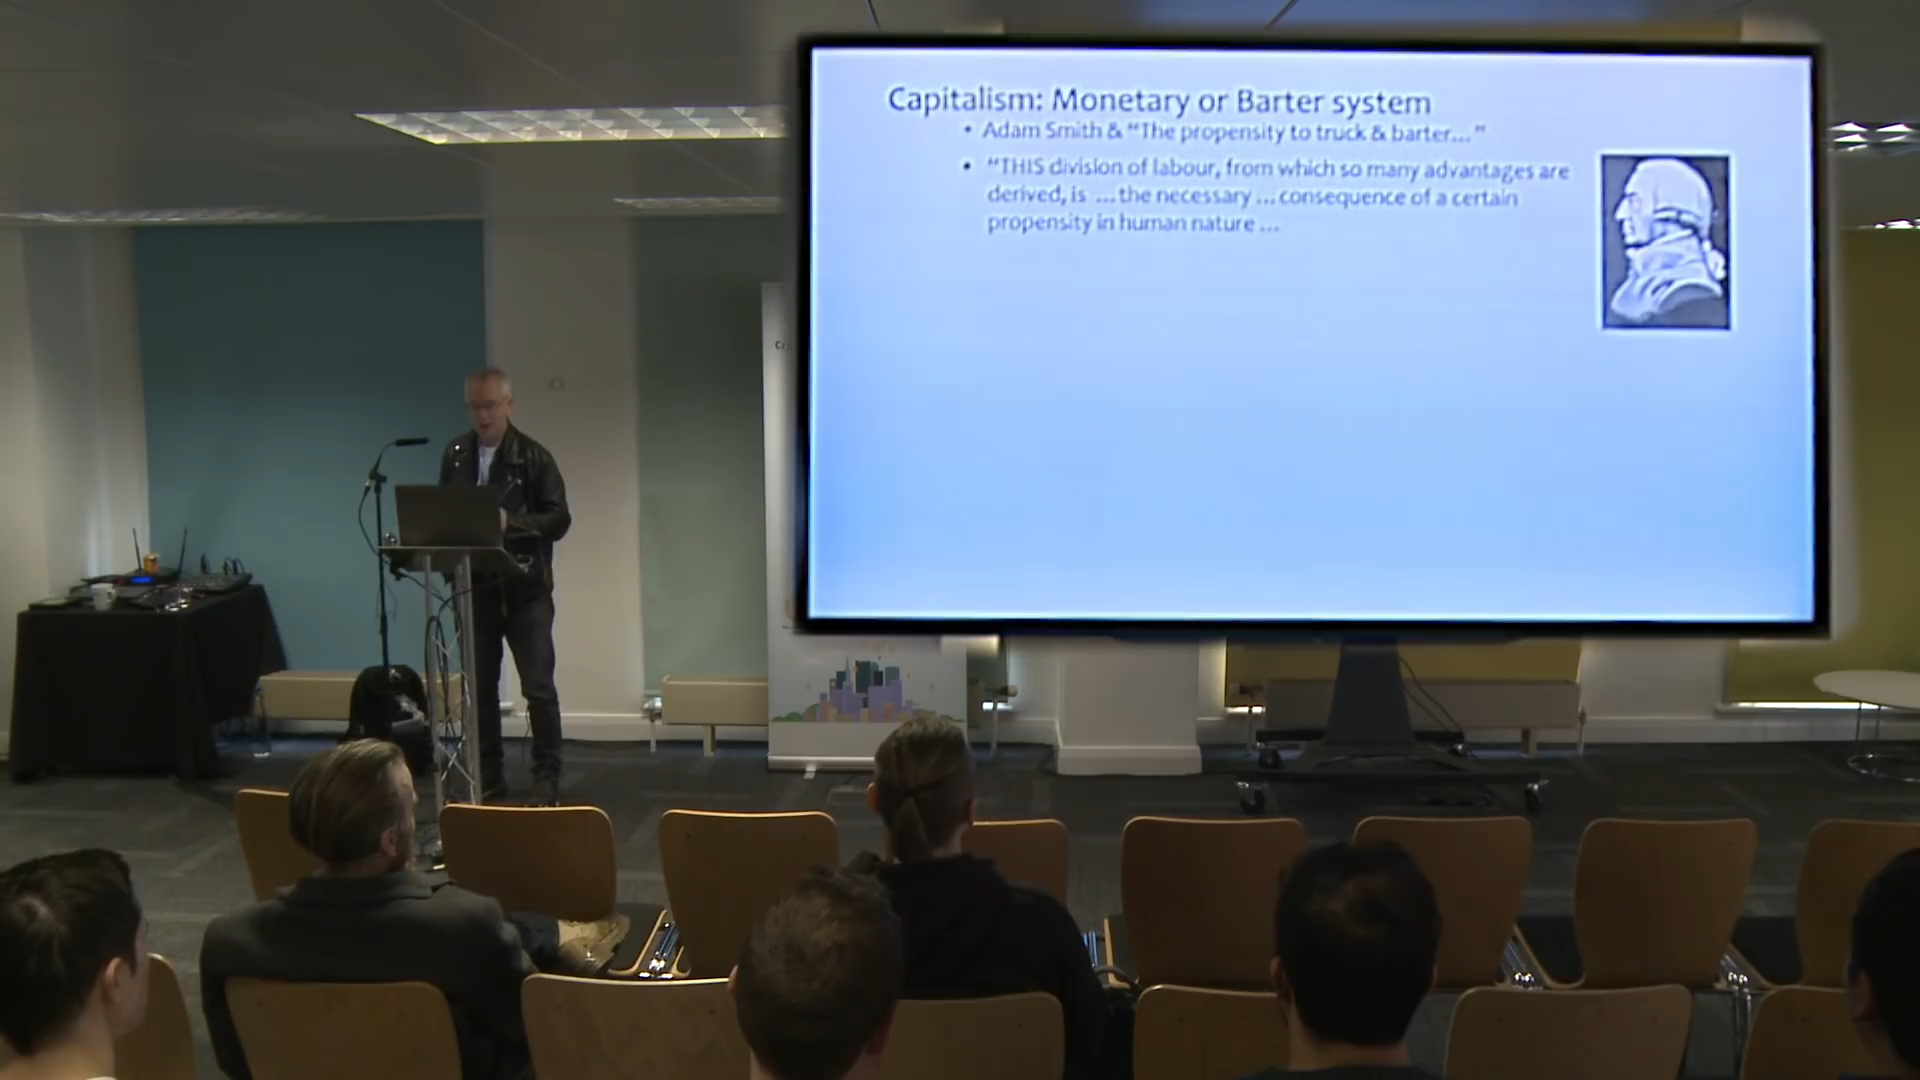 Capitalism: Monetary or Barter system
• Adam Smith & "The propensity to truck & barter..."
• "THIS division of labour, from which so many advantages are
derived, is ...the necessary ... consequence of a certain
propensity in human nature ...